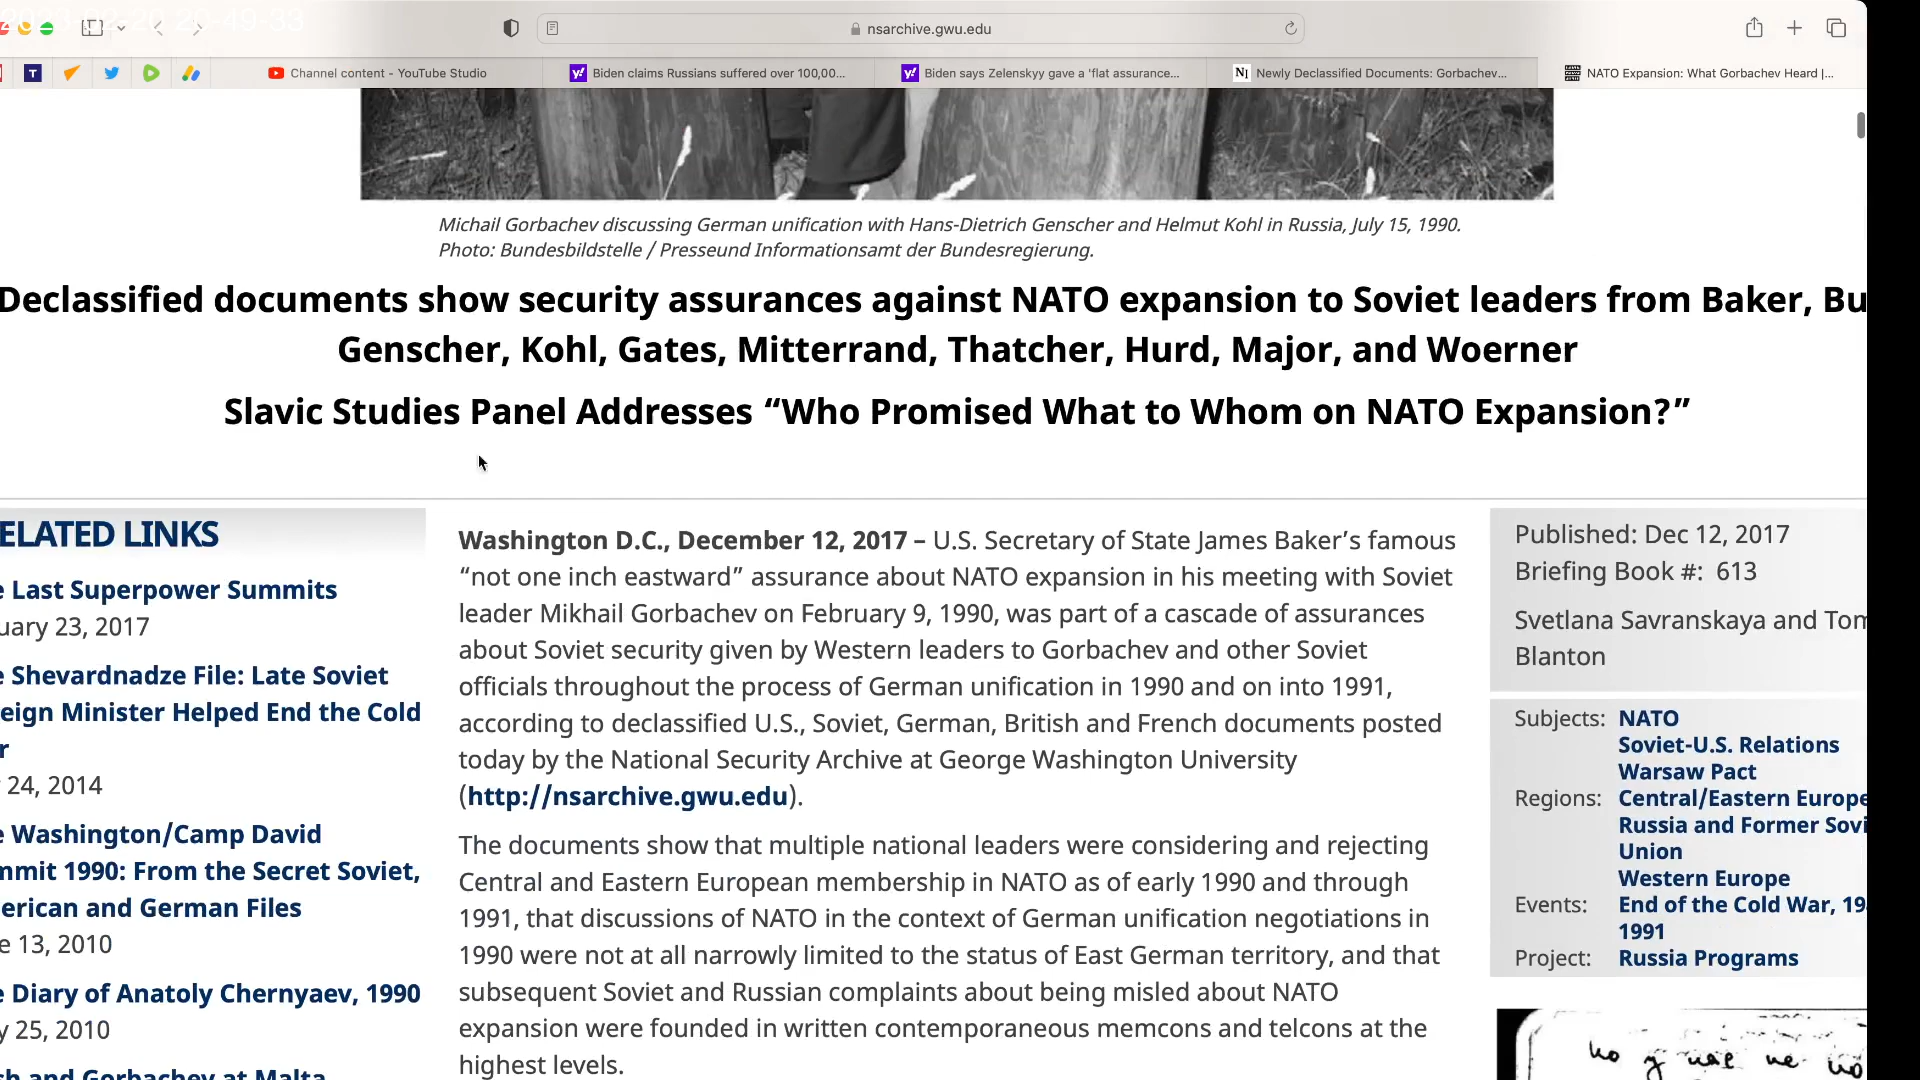 nsarchive.gwu.edu
Channel content - YouTube Studio
Biden claims Russians suffered over 100,00...
Biden says Zelenskyy gave a 'flat assurance...
Newly Declassified Documents: Gorbachev...
NATO Expansion: What Gorbachev Heard |...
Michail Gorbachev discussing German unification with Hans-Dietrich Genscher and Helmut Kohl in Russia, July 15, 1990.
Photo: Bundesbildstelle / Presseund Informationsamt der Bundesregierung.
Declassified documents show security assurances against NATO expansion to Soviet leaders from Baker, Bu
Genscher, Kohl, Gates, Mitterrand, Thatcher, Hurd, Major, and Woerner
Slavic Studies Panel Addresses “Who Promised What to Whom on NATO Expansion?”
ELATED LINKS
e Last Superpower Summits
uary 23, 2017
e Shevardnadze File: Late Soviet
eign Minister Helped End the Cold
r
24, 2014
e Washington/Camp David
mmit 1990: From the Secret Soviet,
erican and German Files
e 13, 2010
e Diary of Anatoly Chernyaev, 1990
y 25, 2010
sh and Gorbachev at Malta
Washington D.C., December 12, 2017 – U.S. Secretary of State James Baker’s famous
“not one inch eastward” assurance about NATO expansion in his meeting with Soviet
leader Mikhail Gorbachev on February 9, 1990, was part of a cascade of assurances
about Soviet security given by Western leaders to Gorbachev and other Soviet
officials throughout the process of German unification in 1990 and on into 1991,
according to declassified U.S., Soviet, German, British and French documents posted
today by the National Security Archive at George Washington University
(http://nsarchive.gwu.edu).
The documents show that multiple national leaders were considering and rejecting
Central and Eastern European membership in NATO as of early 1990 and through
1991, that discussions of NATO in the context of German unification negotiations in
1990 were not at all narrowly limited to the status of East German territory, and that
subsequent Soviet and Russian complaints about being misled about NATO
expansion were founded in written contemporaneous memcons and telcons at the
highest levels.
Published: Dec 12, 2017
Briefing Book #: 613
Svetlana Savranskaya and Tom
Blanton
Subjects: NATO
Soviet-U.S. Relations
Warsaw Pact
Regions: Central/Eastern Europe
Russia and Former Sovi
Union
Western Europe
Events: End of the Cold War, 19
1991
Project: Russia Programs